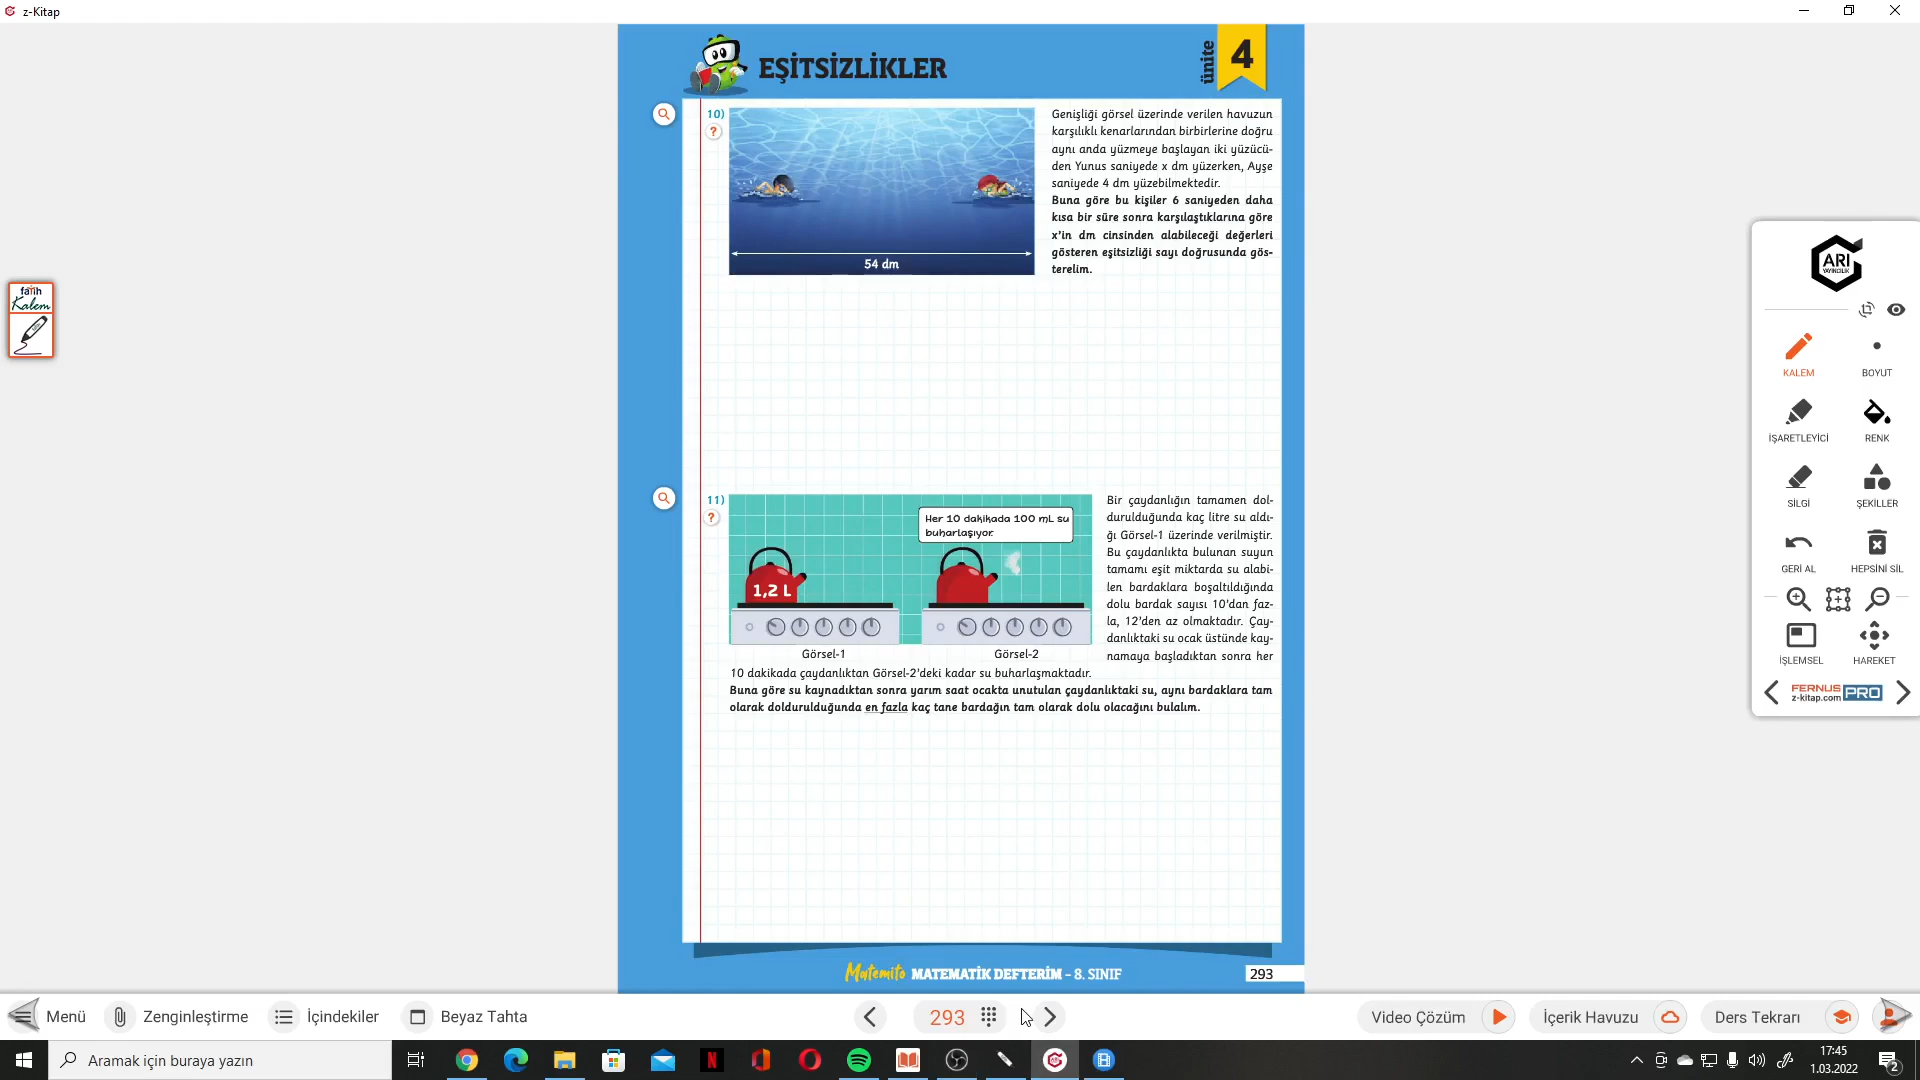 z-Kitap
EŞİTSİZLİKLER
ünite
4
10)
?
54 dm
Genişliği görsel üzerinde verilen havuzun
karşılıklı kenarlarından birbirlerine doğru
aynı anda yüzmeye başlayan iki yüzücü-
den Yunus saniyede x dm yüzerken, Ayşe
saniyede 4 dm yüzebilmektedir.
Buna göre bu kişiler 6 saniyeden daha
kısa bir süre sonra karşılaştıklarına göre
x'in dm cinsinden alabileceği değerleri
gösteren eşitsizliği sayı doğrusunda gös-
terelim.
11)
?
Her 10 dakikada 100 mL su
buharlaşıyor.
1,2 L
Görsel-1
Görsel-2
Bir çaydanlığın tamamen dol-
durulduğunda kaç litre su aldı-
ğı Görsel-1 üzerinde verilmiştir.
Bu çaydanlıkta bulunan suyun
tamamı eşit miktarda su alabi-
len bardaklara boşaltıldığında
dolu bardak sayısı 10'dan faz-
la, 12'den az olmaktadır. Çay-
danlıktaki su ocak üstünde kay-
namaya başladıktan sonra her
10 dakikada çaydanlıktan Görsel-2'deki kadar su buharlaşmaktadır.
Buna göre su kaynadıktan sonra yarım saat ocakta unutulan çaydanlıktaki su, aynı bardaklara tam
olarak doldurulduğunda en fazla kaç tane bardağın tam olarak dolu olacağını bulalım.
Matemito MATEMATİK DEFTERİM - 8. SINIF
293
fatih
Kalem
ARI
YAYINCILIK
KALEM
BOYUT
İŞARETLEYİCİ
RENK
SİLGİ
ŞEKİLLER
GERİ AL
HEPSİNİ SİL
İŞLEMSEL
HAREKET
FERNUS PRO
z-kitap.com
Menü
Zenginleştirme
İçindekiler
Beyaz Tahta
293
Video Çözüm
İçerik Havuzu
Ders Tekrarı
Aramak için buraya yazın
ARI
17:45
1.03.2022
2